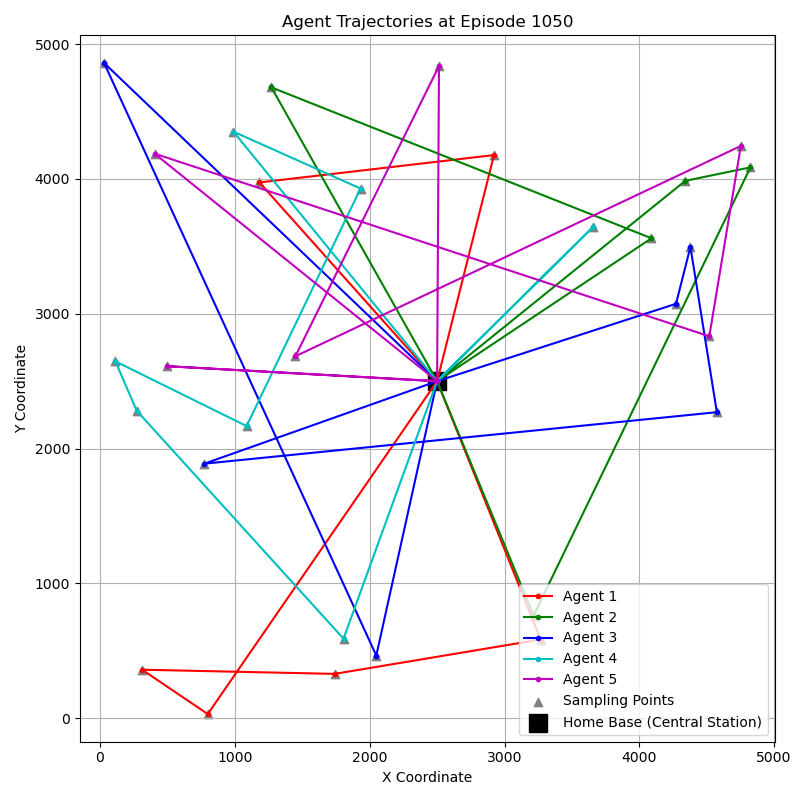 Agent Trajectories at Episode 1050
5000
4000
3000
2000
1000
0
Y Coordinate
0 1000 2000 3000 4000 5000
X Coordinate
Agent 1
Agent 2
Agent 3
Agent 4
Agent 5
Sampling Points
Home Base (Central Station)